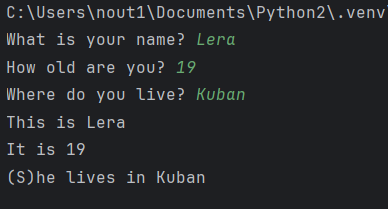 C:\Users\nout1\Documents\Python2\.venv
What is your name? Lera
How old are you? 19
Where do you live? Kuban
This is Lera
It is 19
(S)he lives in Kuban